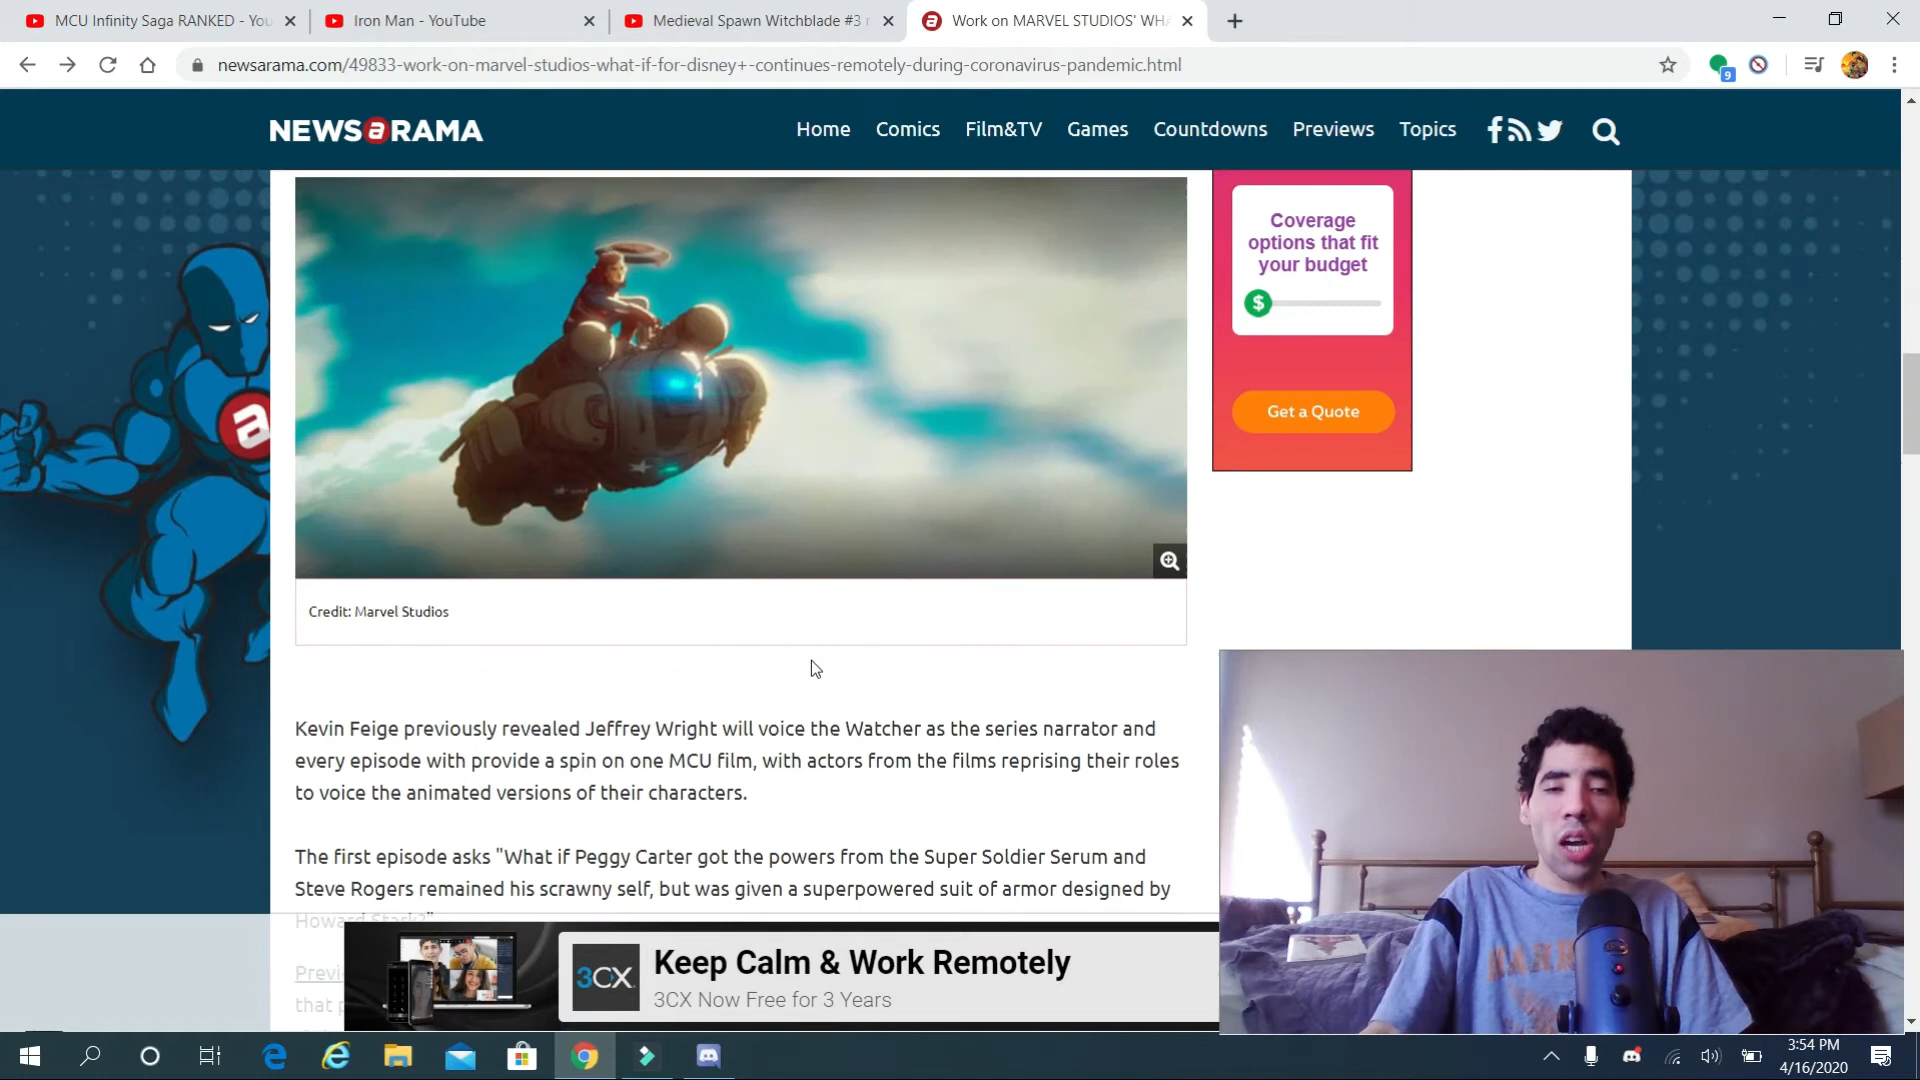 MCU Infinity Saga RANKED - You
Iron Man - YouTube
Medieval Spawn Witchblade #3 r
Work on MARVEL STUDIOS' WHA
newsarama.com/49833-work-on-marvel-studios-what-if-for-disney+-continues-remotely-during-coronavirus-pandemic.html
9
NEWSaRAMA
Home
Comics
Film&TV
Games
Countdowns
Previews
Topics
Coverage
options that fit
your budget
$
Get a Quote
Credit: Marvel Studios
Kevin Feige previously revealed Jeffrey Wright will voice the Watcher as the series narrator and
every episode with provide a spin on one MCU film, with actors from the films reprising their roles
to voice the animated versions of their characters.
The first episode asks "What if Peggy Carter got the powers from the Super Soldier Serum and
Steve Rogers remained his scrawny self, but was given a superpowered suit of armor designed by
Howard Stark?"
Previ
that p
3CX
Keep Calm & Work Remotely
3CX Now Free for 3 Years
3:54 PM
4/16/2020